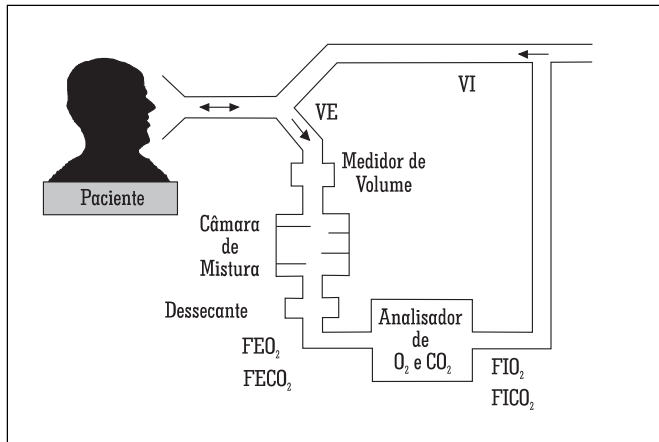 VI
VE
Medidor de
Volume
Paciente
Câmara
de
Mistura
Dessecante
Analisador
de
O₂ e CO₂
FEO₂
FECO₂
FIO₂
FICO₂